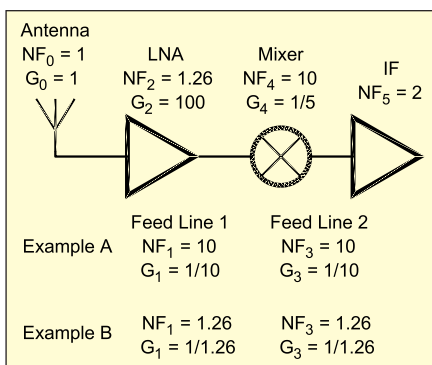 Antenna
NF₀ = 1
G₀ = 1
LNA
NF₂ = 1.26
G₂ = 100
Mixer
NF₄ = 10
G₄ = 1/5
IF
NF₅ = 2
Feed Line 1
Feed Line 2
Example A
NF₁ = 10
G₁ = 1/10
NF₃ = 10
G₃ = 1/10
Example B
NF₁ = 1.26
G₁ = 1/1.26
NF₃ = 1.26
G₃ = 1/1.26